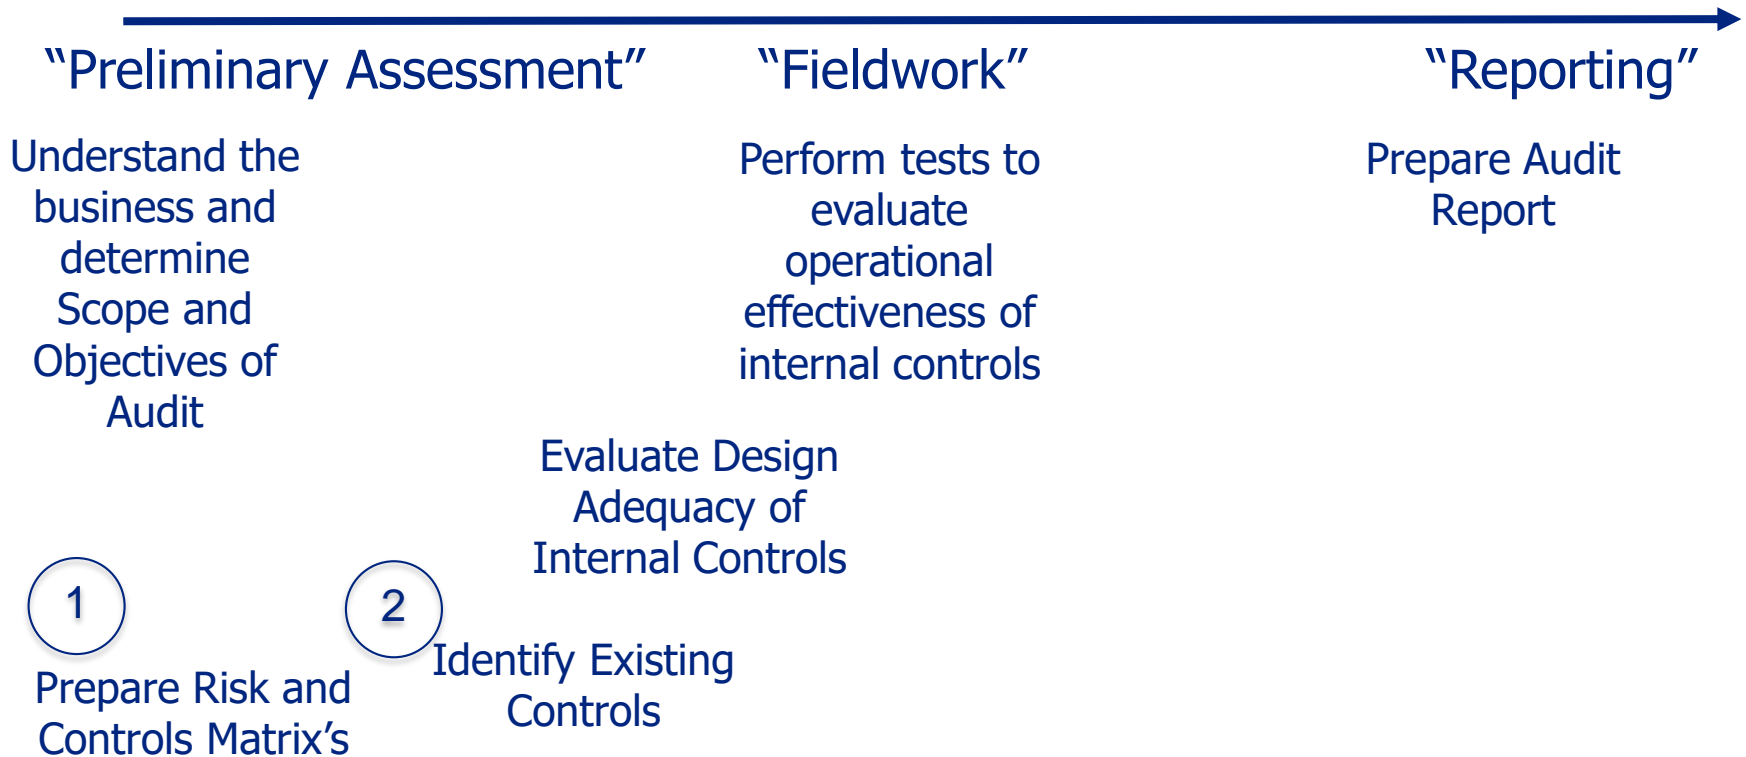 “Preliminary Assessment”
“Fieldwork”
“Reporting”
Understand the
business and
determine
Scope and
Objectives of
Audit
Perform tests to
evaluate
operational
effectiveness of
internal controls
Prepare Audit
Report
Evaluate Design
Adequacy of
Internal Controls
1
Prepare Risk and
Controls Matrix’s
2
Identify Existing
Controls